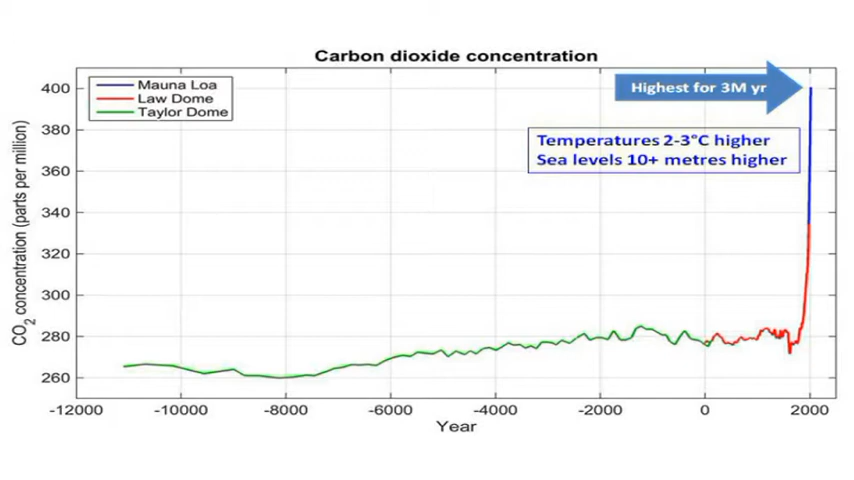 Carbon dioxide concentration
Mauna Loa
Law Dome
Taylor Dome
Highest for 3M yr
Temperatures 2-3°C higher
Sea levels 10+ metres higher
CO2 concentration (parts per million)
400
380
360
340
320
300
280
260
-12000 -10000 -8000 -6000 -4000 -2000 0 2000
Year